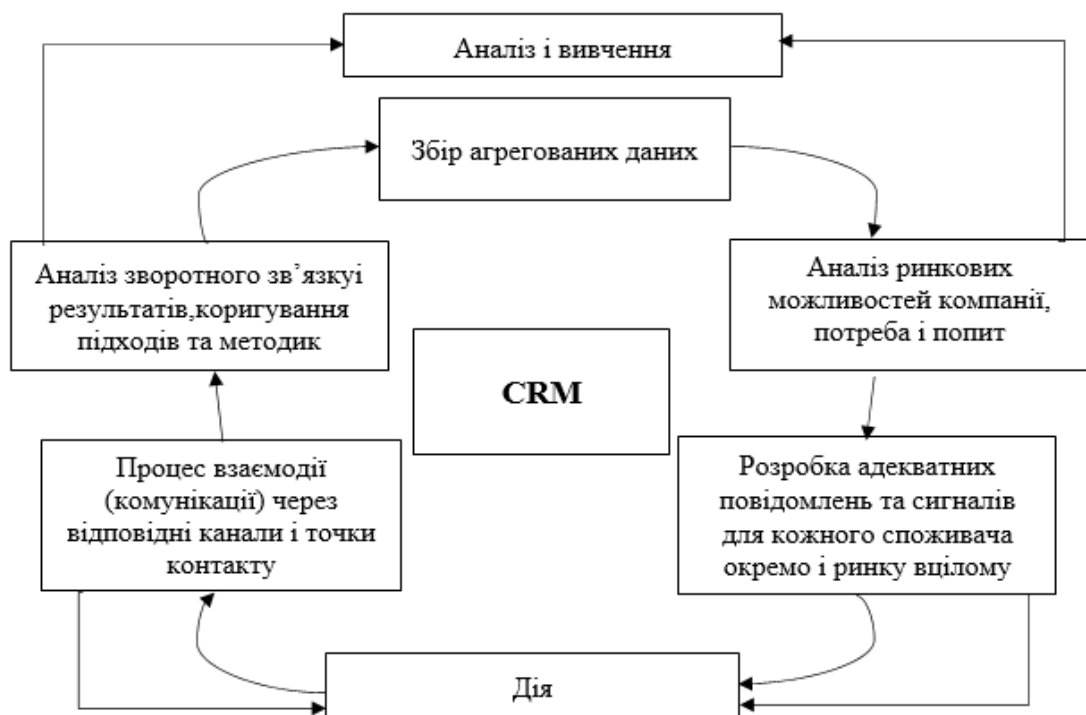 Аналіз і вивчення
Збір агрегованих даних
Аналіз зворотного зв’язкуі
результатів,коригування
підходів та методик
Аналіз ринкових
можливостей компанії,
потреба і попит
CRM
Процес взаємодії
(комунікації) через
відповідні канали і точки
контакту
Розробка адекватних
повідомлень та сигналів
для кожного споживача
окремо і ринку вцілому
Дія